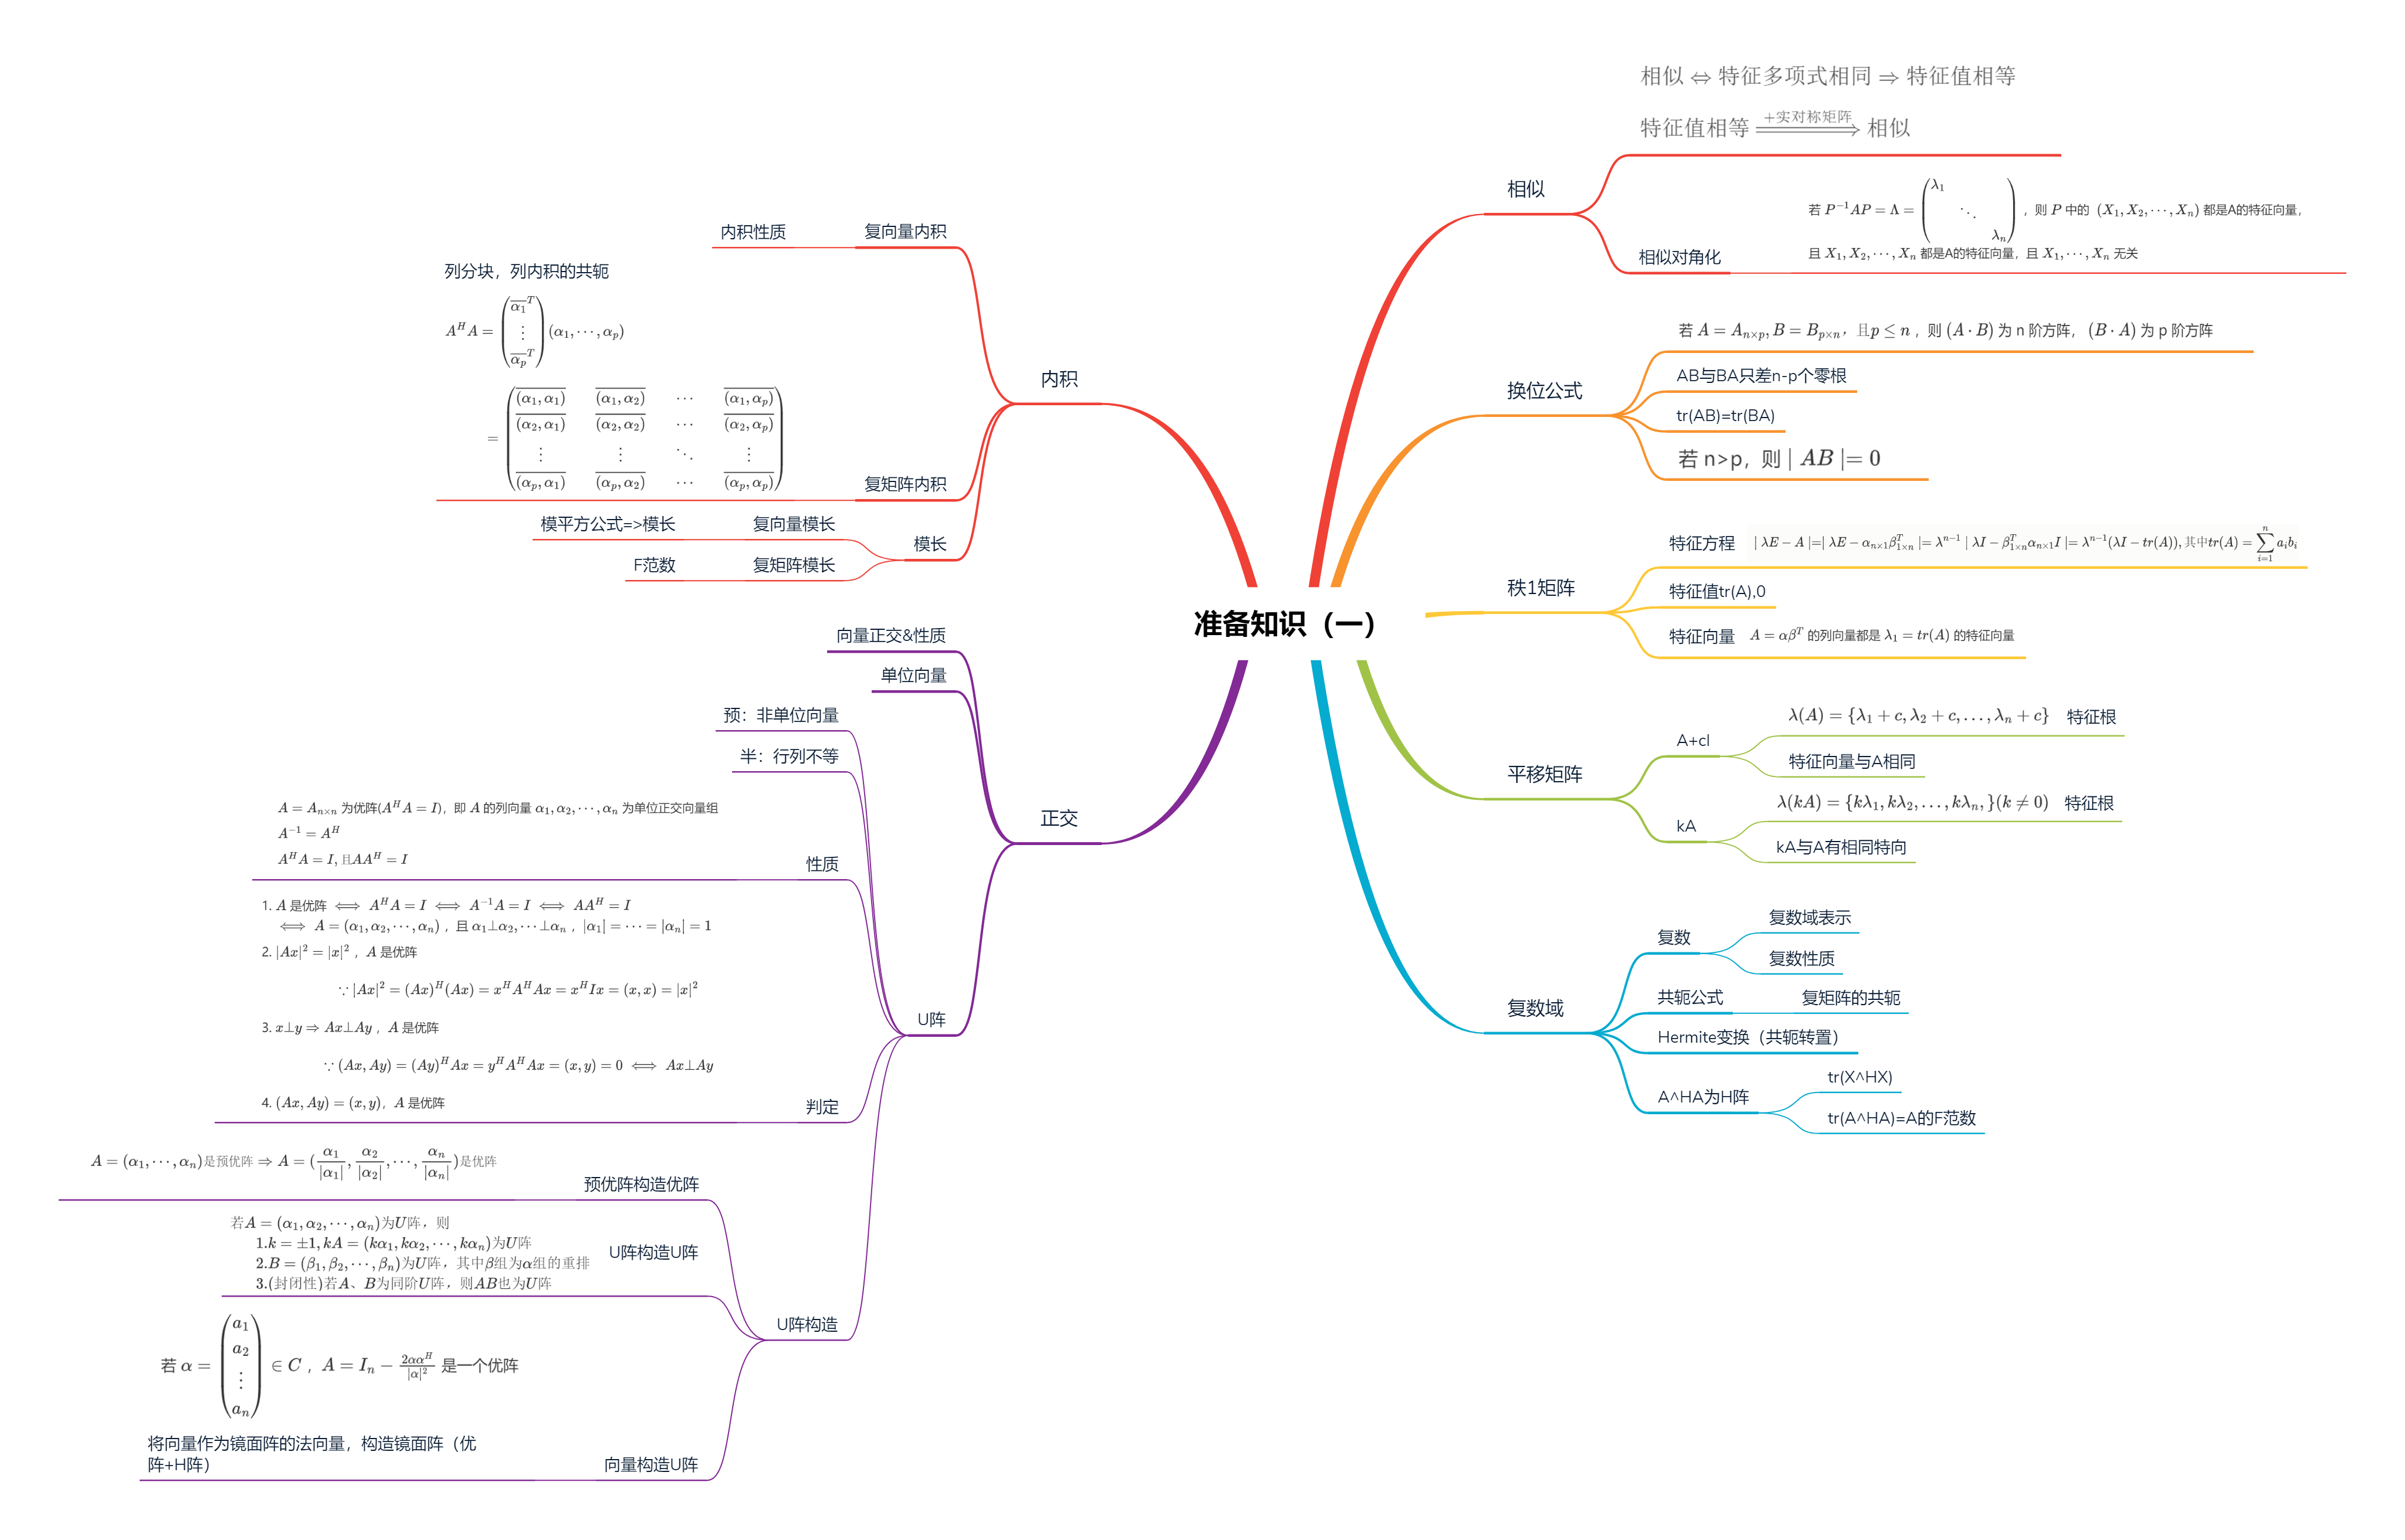 准备知识（一）
相似
相似 ⇔ 特征多项式相同 ⇒ 特征值相等
特征值相等 $\xRightarrow{+实对称矩阵}$ 相似
相似对角化
若 $P^{-1}AP = \Lambda = \begin{pmatrix} \lambda_1 & & \\ & \ddots & \\ & & \lambda_n \end{pmatrix}$ ，则 $P$ 中的 $(X_1, X_2, \cdots, X_n)$ 都是A的特征向量，
且 $X_1, X_2, \cdots, X_n$ 都是A的特征向量，且 $X_1, \cdots, X_n$ 无关
换位公式
若 $A = A_{n\times p}, B = B_{p\times n}$，且$p \leq n$ ，则 $(A \cdot B)$ 为 n 阶方阵， $(B \cdot A)$ 为 p 阶方阵
AB与BA只差n-p个零根
tr(AB)=tr(BA)
若 n>p，则 $| AB |= 0$
秩1矩阵
特征方程 $| \lambda E - A |=| \lambda E - \alpha_{n\times 1}\beta_{1\times n}^T |= \lambda^{n-1} | \lambda I - \beta_{1\times n}^T \alpha_{n\times 1} I |= \lambda^{n-1}(\lambda I - tr(A)), 其中tr(A) = \sum_{i=1}^n a_i b_i$
特征值tr(A),0
特征向量 $A = \alpha\beta^T$ 的列向量都是 $\lambda_1 = tr(A)$ 的特征向量
平移矩阵
A+cI
$\lambda(A) = \{\lambda_1 + c, \lambda_2 + c, \ldots, \lambda_n + c\}$ 特征根
特征向量与A相同
kA
$\lambda(kA) = \{k\lambda_1, k\lambda_2, \ldots, k\lambda_n, \}(k \neq 0)$ 特征根
kA与A有相同特向
复数域
复数
复数域表示
复数性质
共轭公式
复矩阵的共轭
Hermite变换（共轭转置）
A^HA为H阵
tr(X^HX)
tr(A^HA)=A的F范数
内积
复向量内积
内积性质
复矩阵内积
列分块，列内积的共轭
$A^H A = \begin{pmatrix} \overline{\alpha_1}^T \\ \vdots \\ \overline{\alpha_p}^T \end{pmatrix} (\alpha_1, \cdots, \alpha_p)$
$= \begin{pmatrix} \overline{(\alpha_1, \alpha_1)} & \overline{(\alpha_1, \alpha_2)} & \cdots & \overline{(\alpha_1, \alpha_p)} \\ \overline{(\alpha_2, \alpha_1)} & \overline{(\alpha_2, \alpha_2)} & \cdots & \overline{(\alpha_2, \alpha_p)} \\ \vdots & \vdots & \ddots & \vdots \\ \overline{(\alpha_p, \alpha_1)} & \overline{(\alpha_p, \alpha_2)} & \cdots & \overline{(\alpha_p, \alpha_p)} \end{pmatrix}$
模长
复向量模长
模平方公式=>模长
复矩阵模长
F范数
正交
向量正交&性质
单位向量
U阵
预：非单位向量
半：行列不等
性质
$A = A_{n\times n}$ 为优阵($A^H A = I$)，即 $A$ 的列向量 $\alpha_1, \alpha_2, \cdots, \alpha_n$ 为单位正交向量组
$A^{-1} = A^H$
$A^H A = I, 且AA^H = I$
判定
1. $A$ 是优阵 $\iff A^H A = I \iff A^{-1}A = I \iff AA^H = I$
$\iff A = (\alpha_1, \alpha_2, \cdots, \alpha_n)$ ，且 $\alpha_1 \bot \alpha_2, \cdots \bot \alpha_n$ ，$|\alpha_1| = \cdots = |\alpha_n| = 1$
2. $|Ax|^2 = |x|^2$ ，$A$ 是优阵
$\because |Ax|^2 = (Ax)^H(Ax) = x^H A^H Ax = x^H Ix = (x, x) = |x|^2$
3. $x \bot y \Rightarrow Ax \bot Ay$ ，$A$ 是优阵
$\because (Ax, Ay) = (Ay)^H Ax = y^H A^H Ax = (x, y) = 0 \iff Ax \bot Ay$
4. $(Ax, Ay) = (x, y)$，$A$ 是优阵
U阵构造
预优阵构造优阵
$A = (\alpha_1, \cdots, \alpha_n)是预优阵 \Rightarrow A = (\frac{\alpha_1}{|\alpha_1|}, \frac{\alpha_2}{|\alpha_2|}, \cdots, \frac{\alpha_n}{|\alpha_n|})是优阵$
U阵构造U阵
若$A = (\alpha_1, \alpha_2, \cdots, \alpha_n)$为$U$阵，则
1.$k = \pm 1, kA = (k\alpha_1, k\alpha_2, \cdots, k\alpha_n)$为$U$阵
2.$B = (\beta_1, \beta_2, \cdots, \beta_n)$为$U$阵，其中$\beta$组为$\alpha$组的重排
3.(封闭性)若$A$、$B$为同阶$U$阵，则$AB$也为$U$阵
向量构造U阵
若 $\alpha = \begin{pmatrix} a_1 \\ a_2 \\ \vdots \\ a_n \end{pmatrix} \in C$ ，$A = I_n - \frac{2\alpha\alpha^H}{|\alpha|^2}$ 是一个优阵
将向量作为镜面阵的法向量，构造镜面阵（优
阵+H阵）